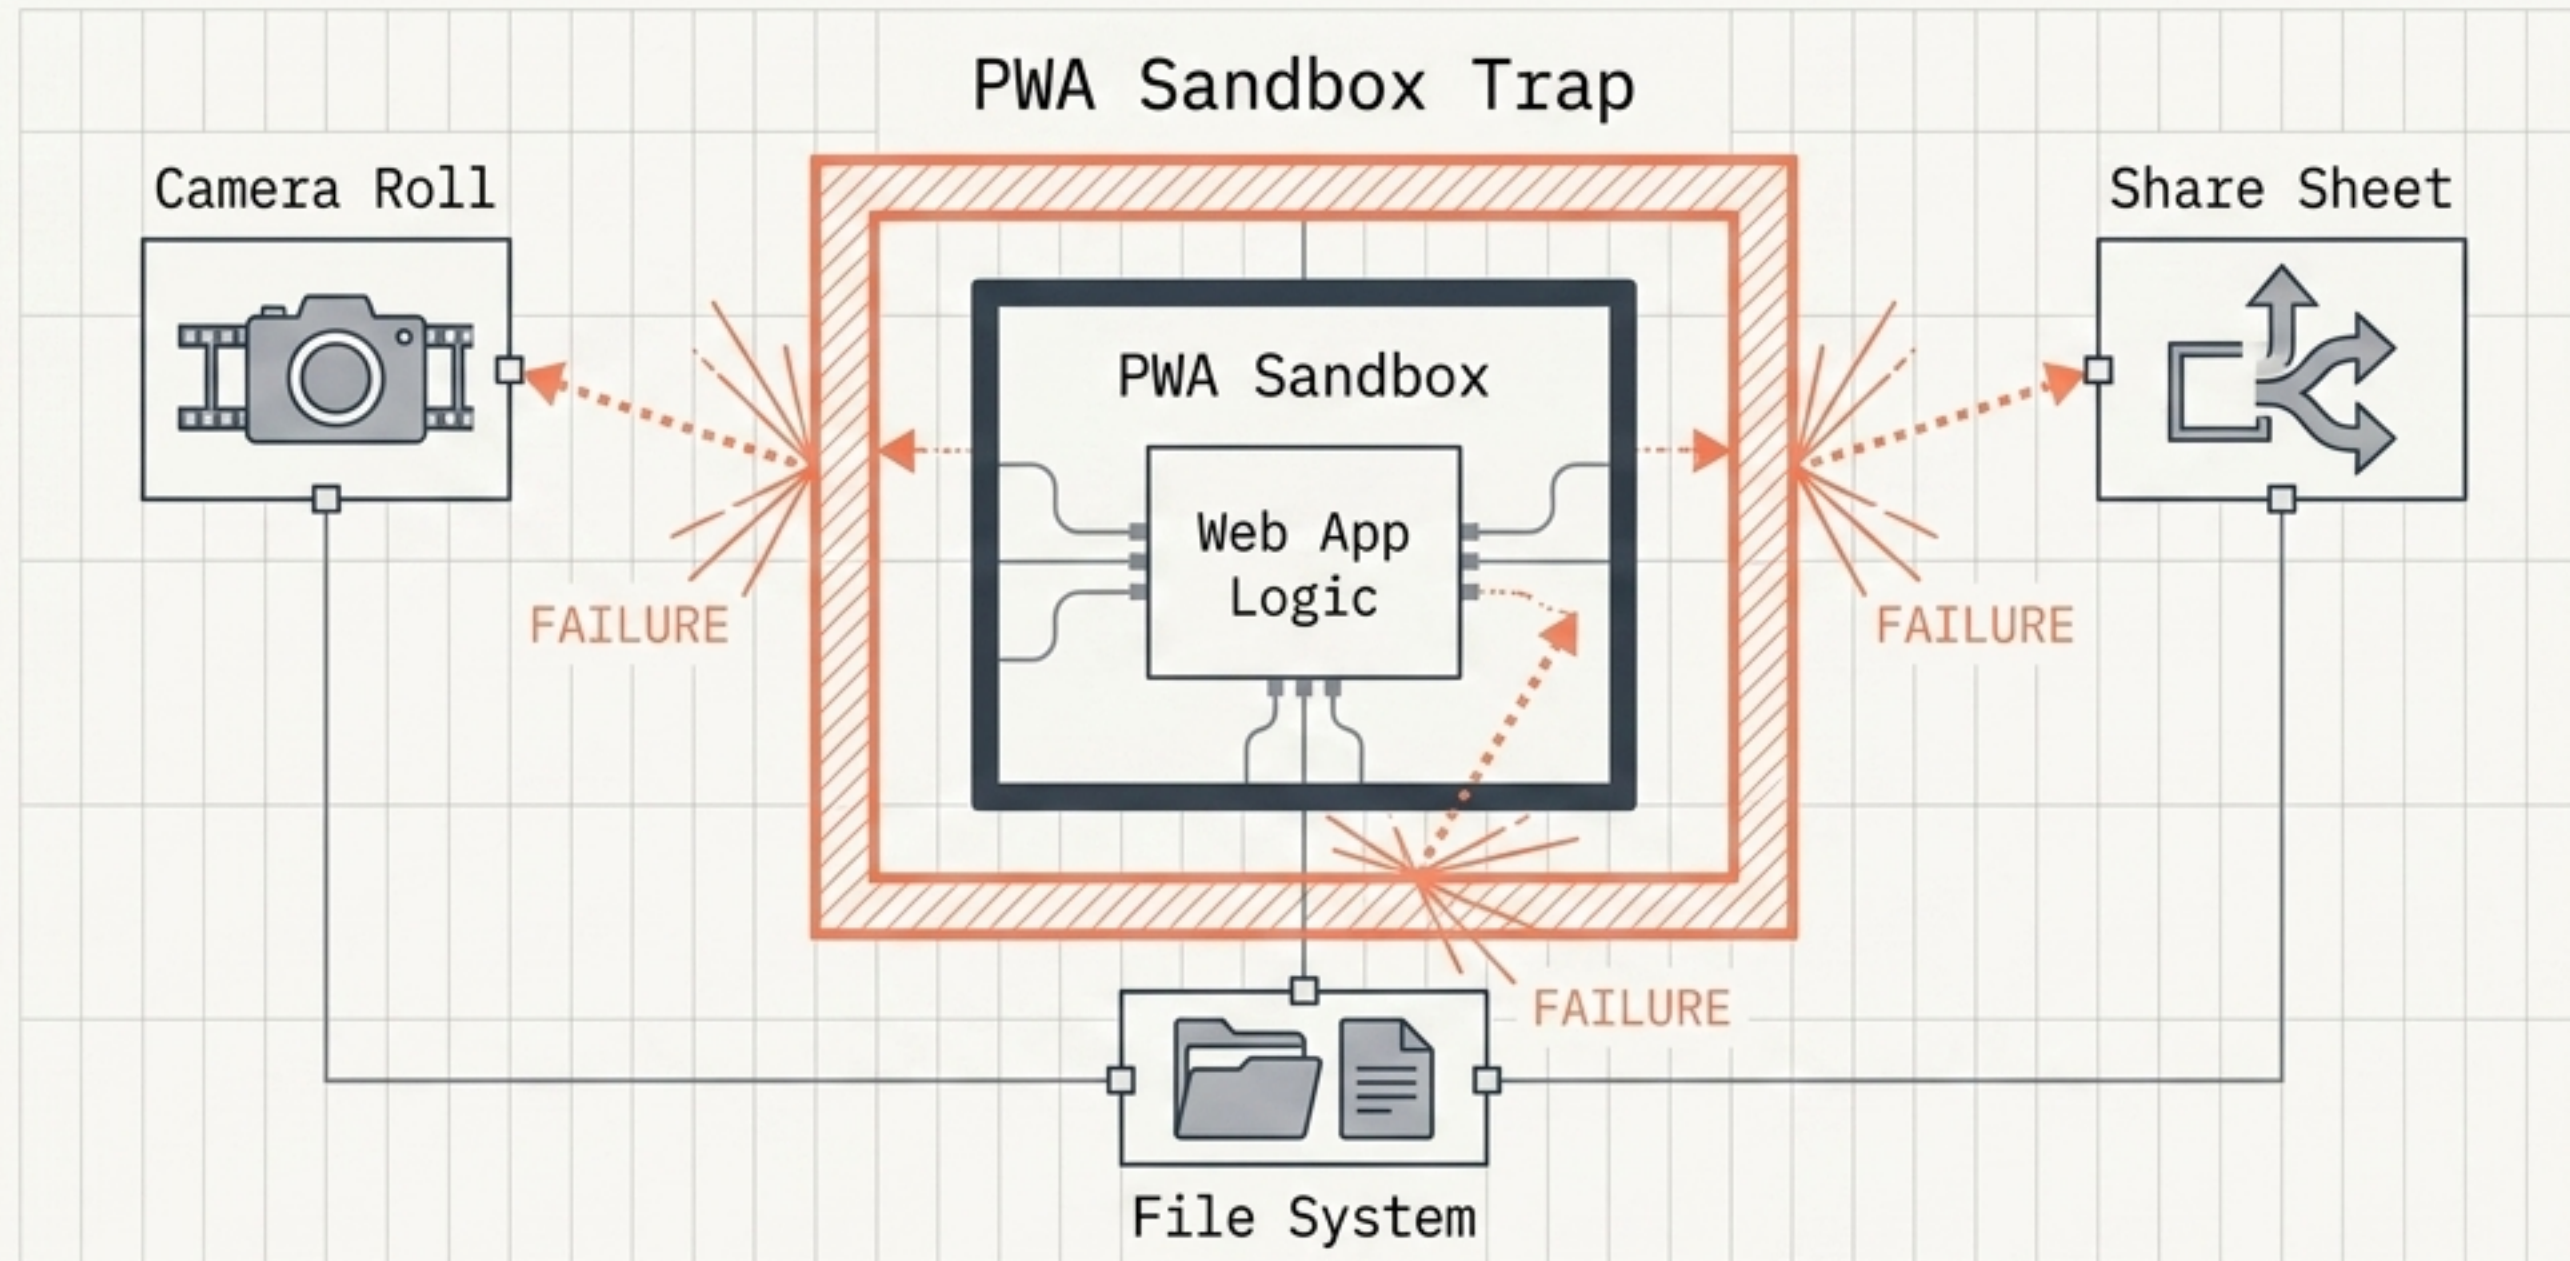 PWA Sandbox Trap
Camera Roll
Share Sheet
PWA Sandbox
Web App
Logic
FAILURE
FAILURE
FAILURE
File System